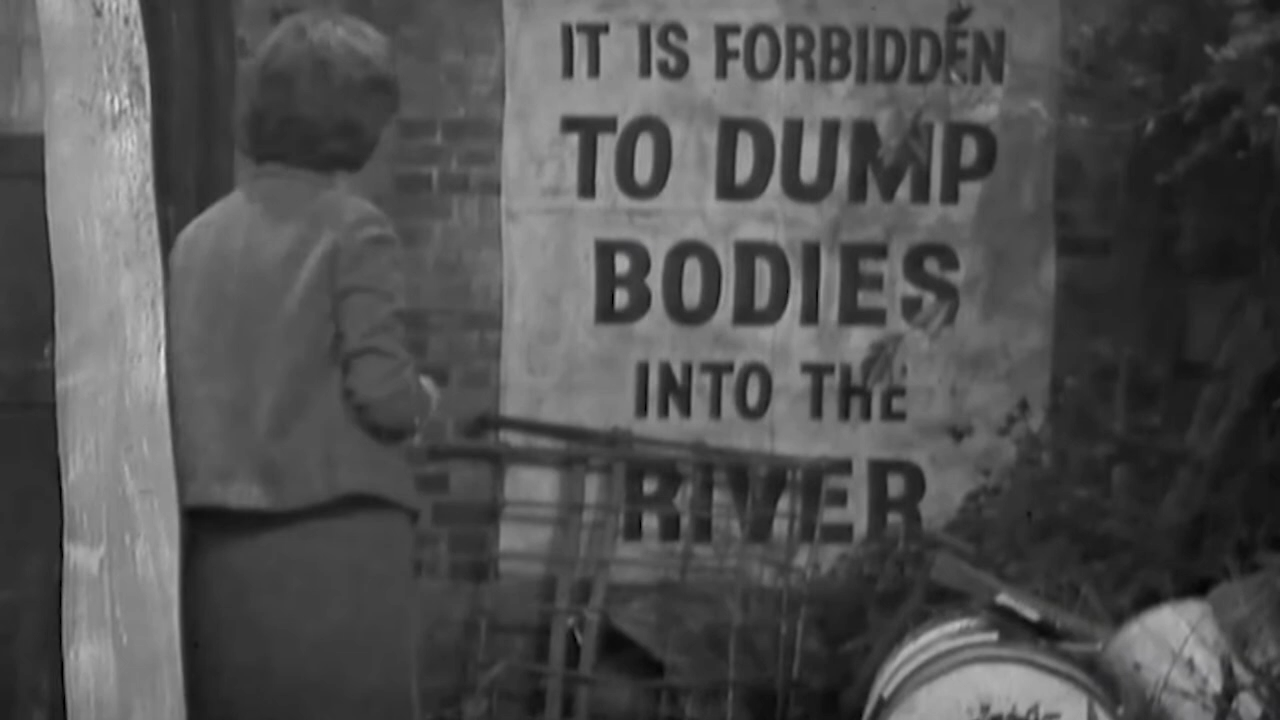 IT IS FORBIDDEN
TO DUMP
BODIES
INTO THE
RIVER